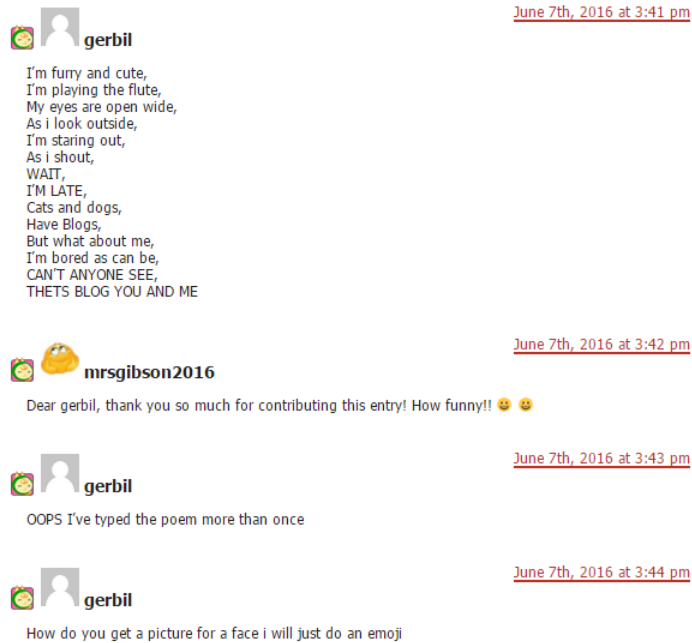 June 7th, 2016 at 3:41 pm
gerbil
I'm furry and cute,
I'm playing the flute,
My eyes are open wide,
As i look outside,
I'm staring out,
As i shout,
WAIT,
I'M LATE,
Cats and dogs,
Have Blogs,
But what about me,
I'm bored as can be,
CAN'T ANYONE SEE,
THETS BLOG YOU AND ME
June 7th, 2016 at 3:42 pm
mrsgibson2016
Dear gerbil, thank you so much for contributing this entry! How funny!! 😀 😀
June 7th, 2016 at 3:43 pm
gerbil
OOPS I've typed the poem more than once
June 7th, 2016 at 3:44 pm
gerbil
How do you get a picture for a face i will just do an emoji